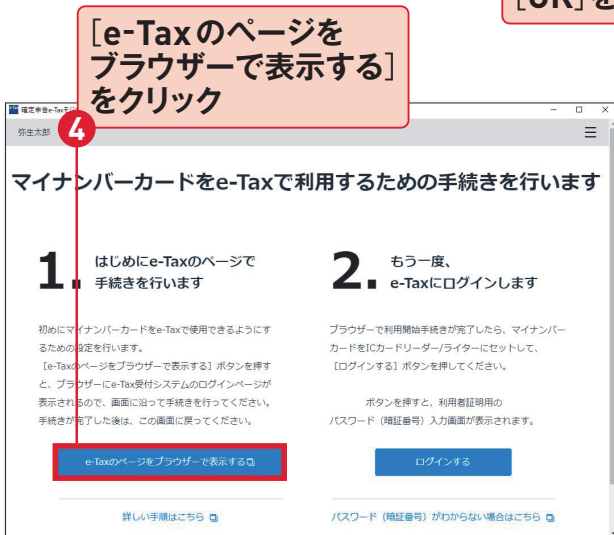 [OK]を
[e-Taxのページを
ブラウザーで表示する]
をクリック
確定申告e-Taxモジ
弥生太郎
4
マイナンバーカードをe-Taxで利用するための手続きを行います
1.
はじめにe-Taxのページで
手続きを行います
初めにマイナンバーカードをe-Taxで使用できるようにす
るための設定を行います。
[e-Taxのページをブラウザーで表示する] ボタンを押す
と、ブラウザーにe-Tax受付システムのログインページが
表示されるので、画面に沿って手続きを行ってください。
手続きが完了した後は、この画面に戻ってください。
e-Taxのページをブラウザーで表示する
詳しい手順はこちら
2.
もう一度、
e-Taxにログインします
ブラウザーで利用開始手続きが完了したら、マイナンバー
カードをICカードリーダー/ライターにセットして、
[ログインする] ボタンを押してください。
ボタンを押すと、利用者証明用の
パスワード（暗証番号）入力画面が表示されます。
ログインする
パスワード（暗証番号）がわからない場合はこちら